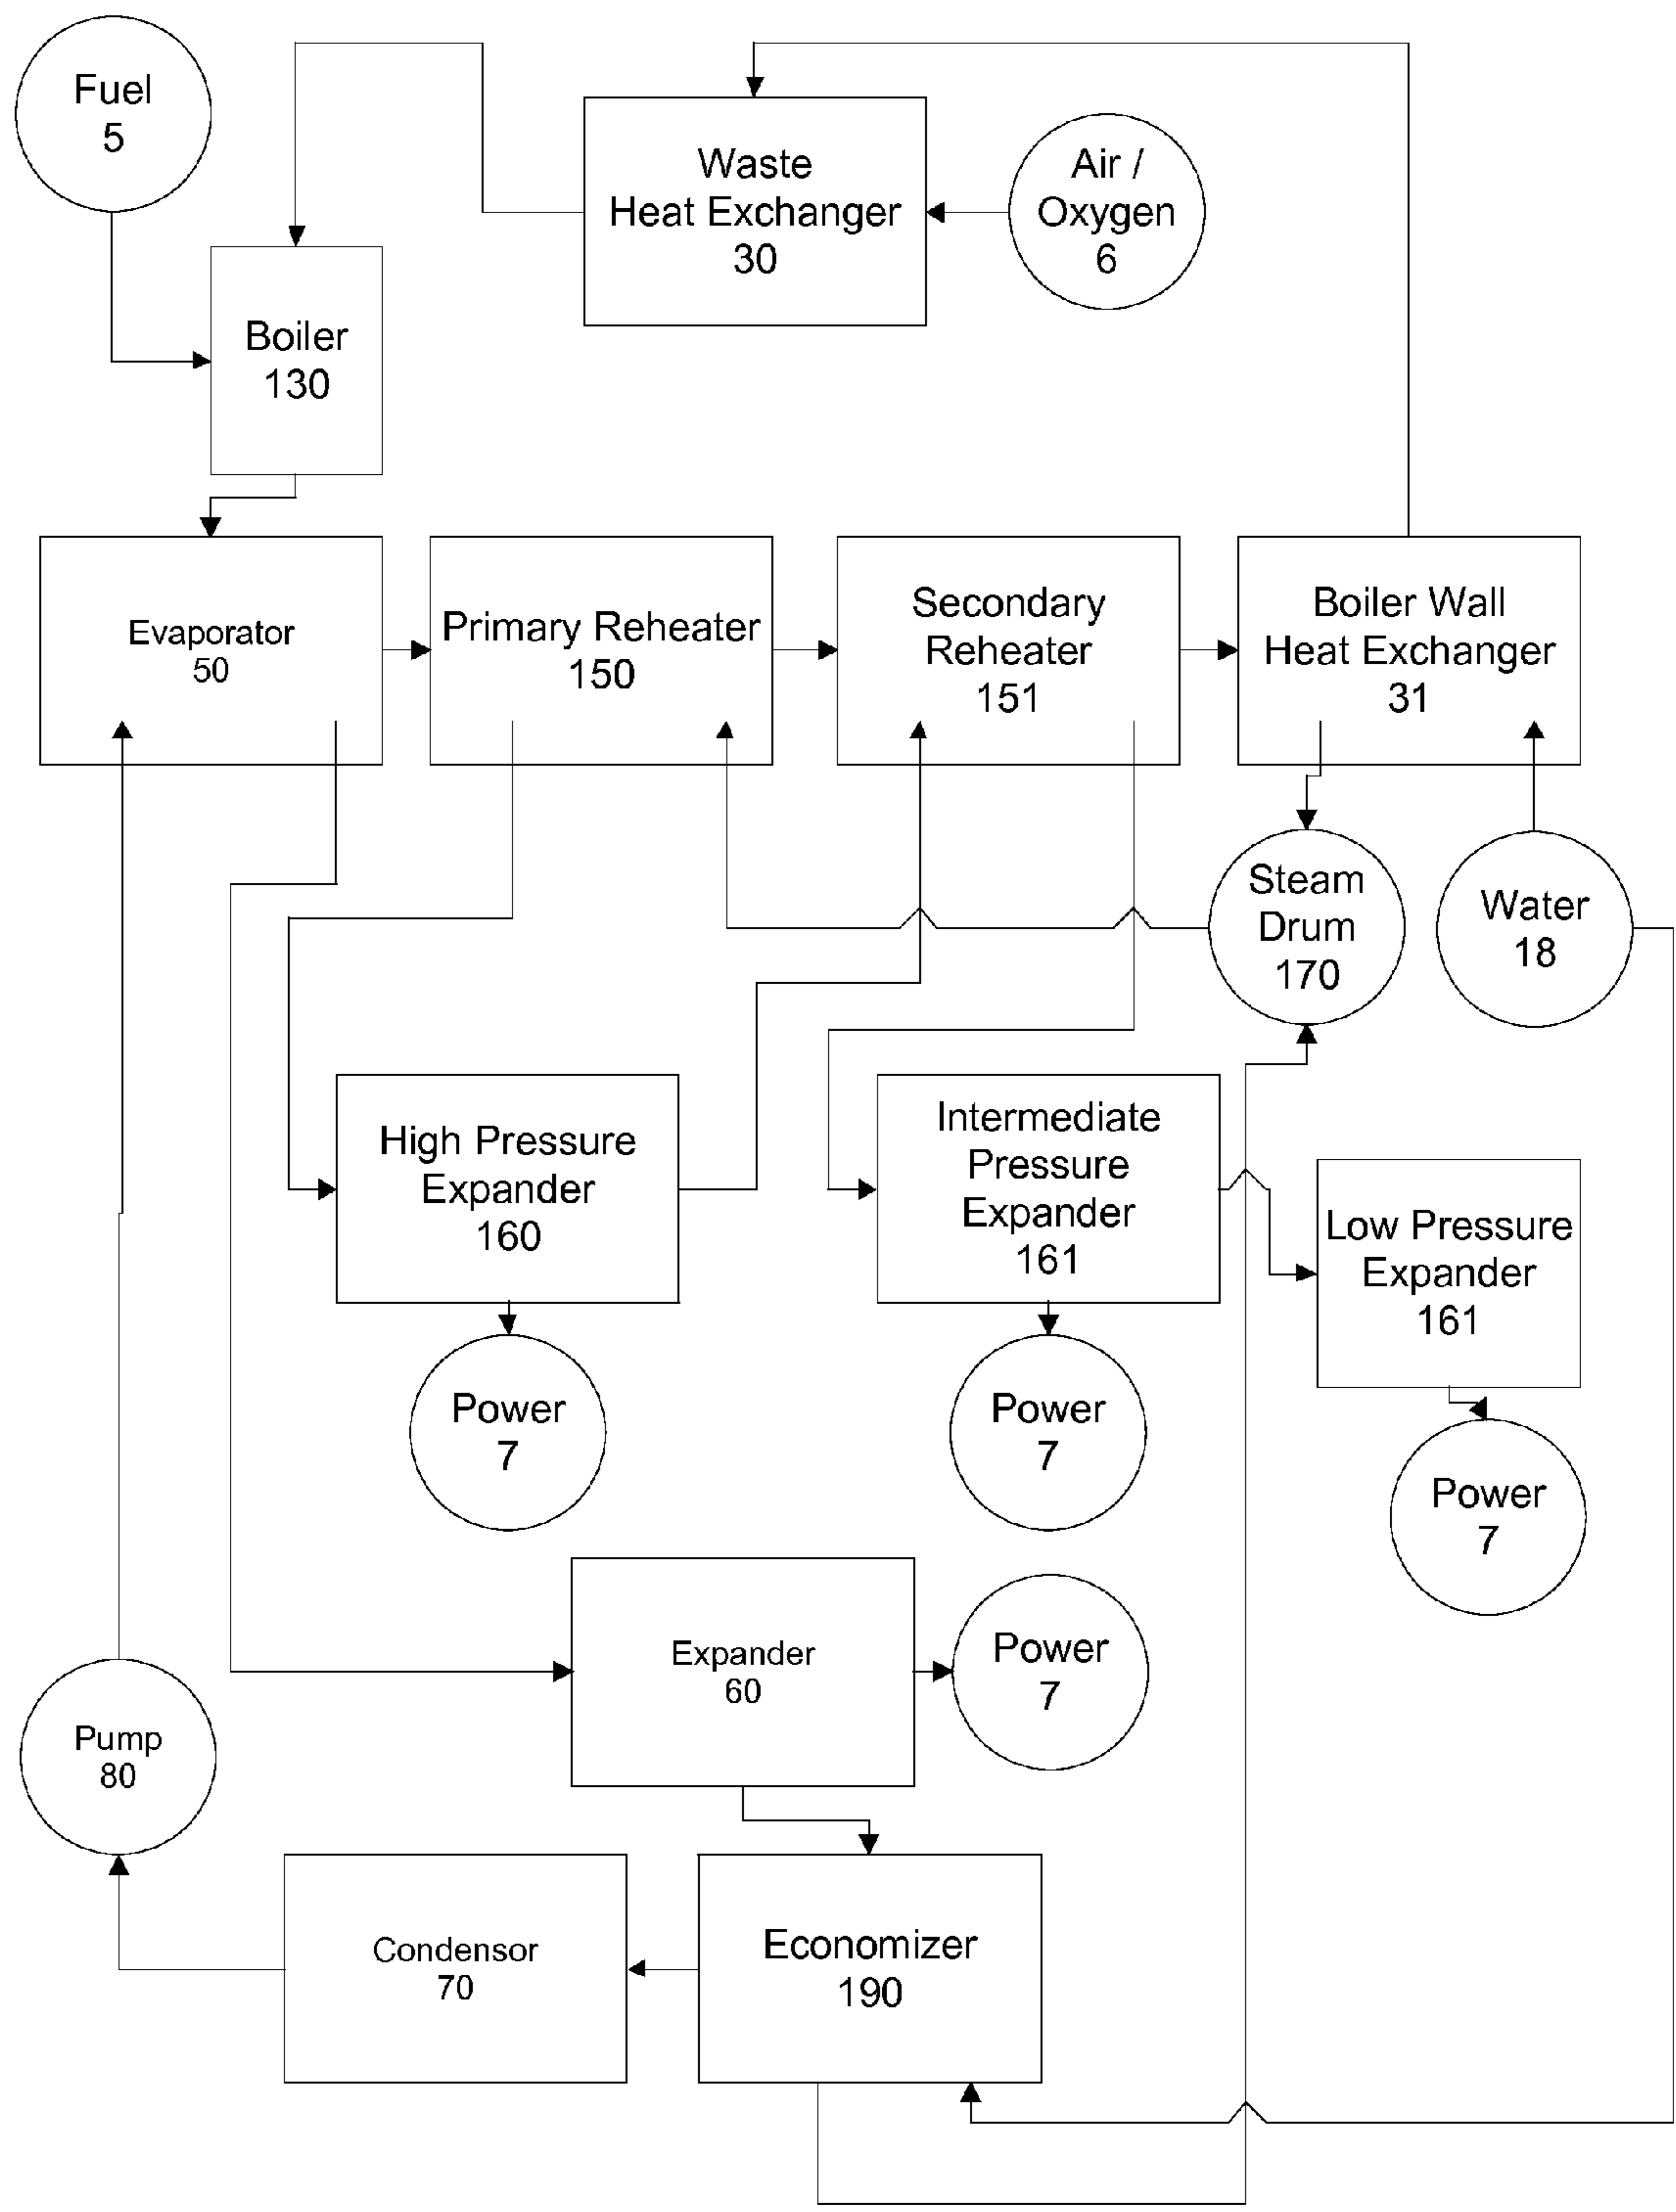 Fuel
5
Waste
Heat Exchanger
30
Air /
Oxygen
6
Boiler
130
Evaporator
50
Primary Reheater
150
Secondary
Reheater
151
Boiler Wall
Heat Exchanger
31
Steam
Drum
170
Water
18
High Pressure
Expander
160
Intermediate
Pressure
Expander
161
Low Pressure
Expander
161
Power
7
Power
7
Power
7
Expander
60
Power
7
Pump
80
Condensor
70
Economizer
190